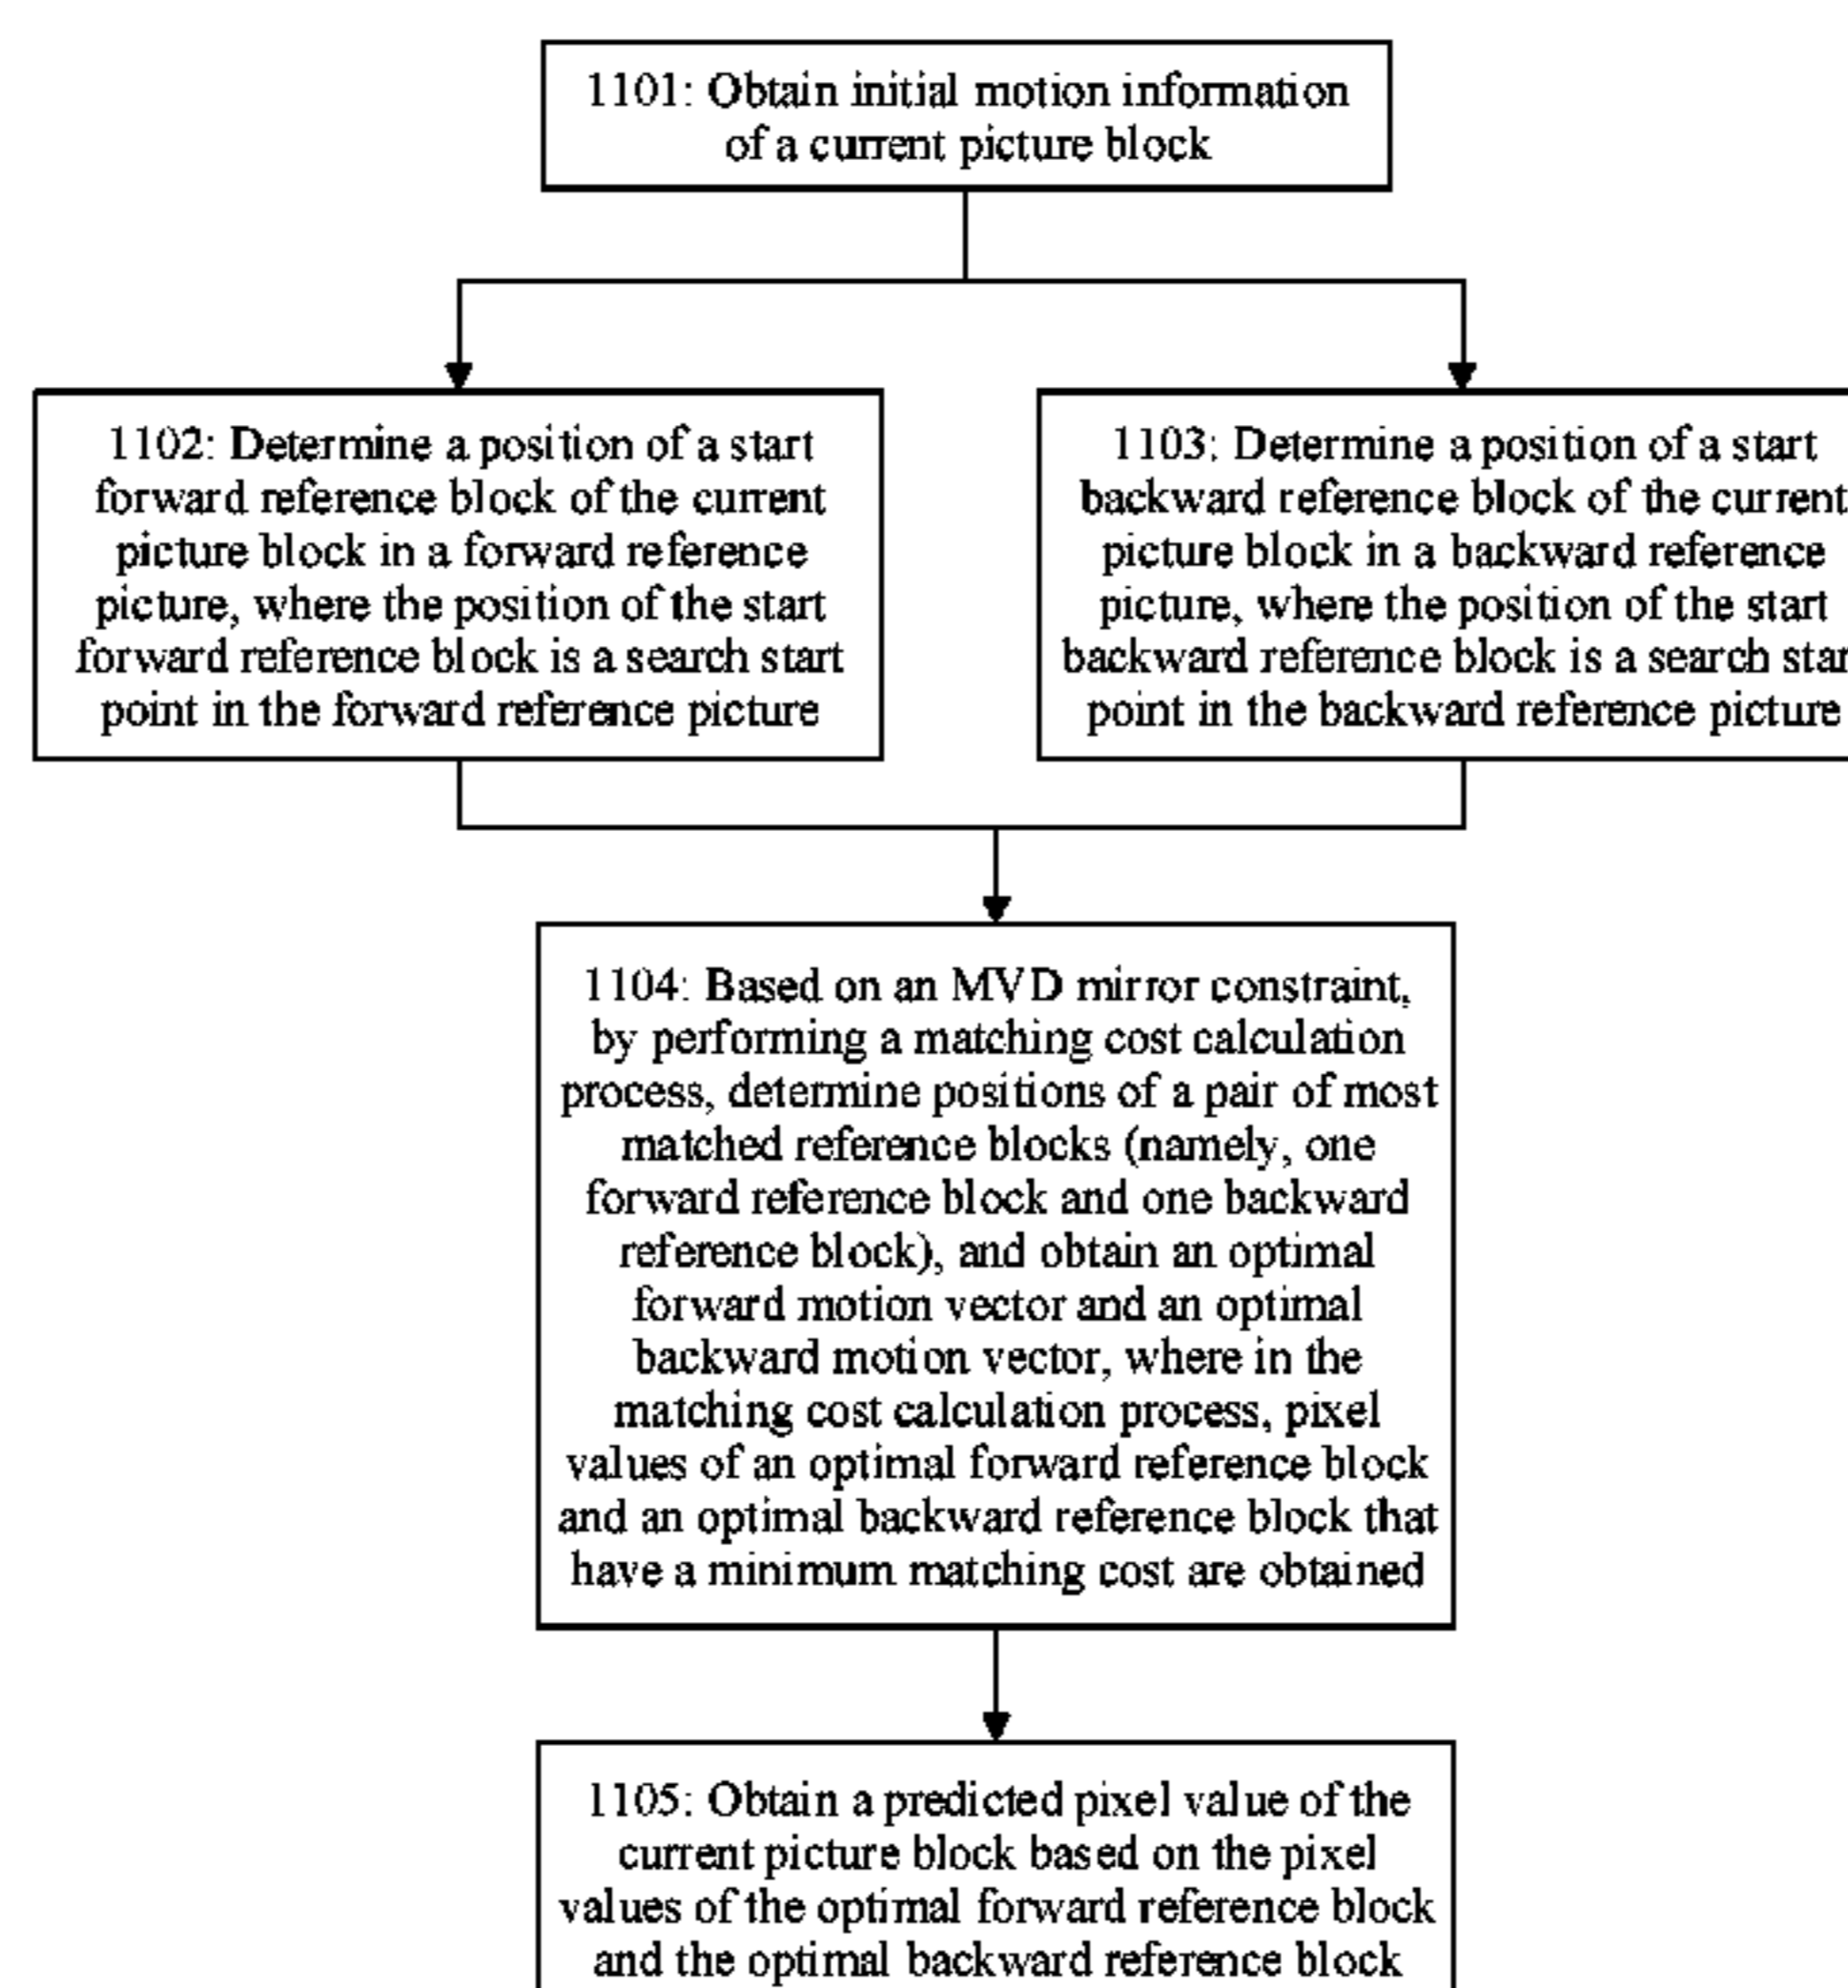 1101: Obtain initial motion information
of a current picture block
1102: Determine a position of a start
forward reference block of the current
picture block in a forward reference
picture, where the position of the start
forward reference block is a search start
point in the forward reference picture
1103: Determine a position of a start
backward reference block of the current
picture block in a backward reference
picture, where the position of the start
backward reference block is a search star
point in the backward reference picture
1104: Based on an MVD mirror constraint,
by performing a matching cost calculation
process, determine positions of a pair of most
matched reference blocks (namely, one
forward reference block and one backward
reference block), and obtain an optimal
forward motion vector and an optimal
backward motion vector, where in the
matching cost calculation process, pixel
values of an optimal forward reference block
and an optimal backward reference block that
have a minimum matching cost are obtained
1105: Obtain a predicted pixel value of the
current picture block based on the pixel
values of the optimal forward reference block
and the optimal backward reference block